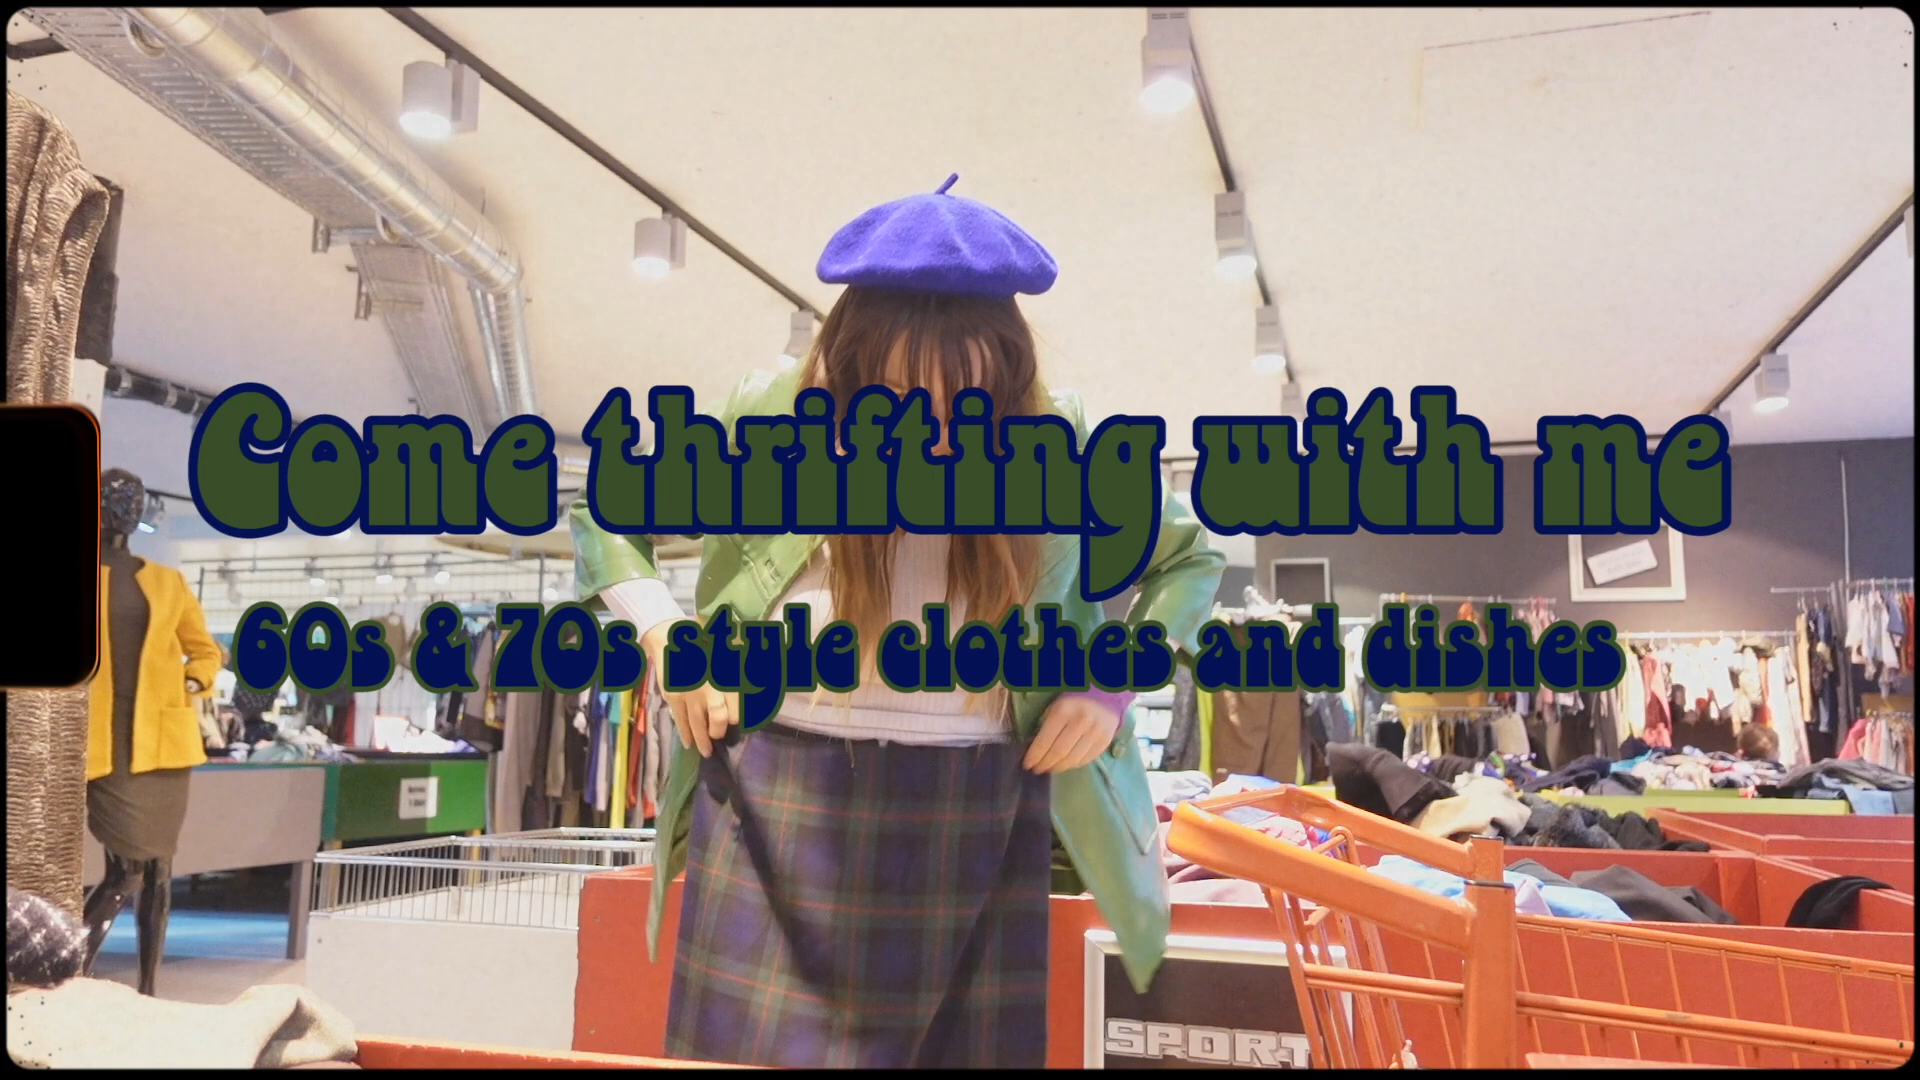 Come thrifting with me
60s & 70s style clothes and dishes
SPORT